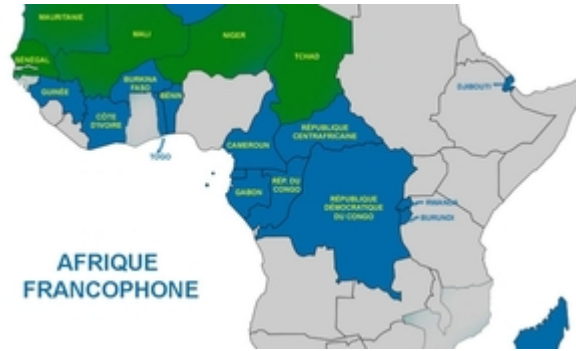 MAURITANIE
MALI
NIGER
TCHAD
SÉNÉGAL
GUINÉE
BURKINA
FASO
BÉNIN
CÔTE
D'IVOIRE
TOGO
DJIBOUTI
CAMEROUN
RÉPUBLIQUE
CENTRAFRICAINE
GABON
RÉP. DU
CONGO
RÉPUBLIQUE
DÉMOCRATIQUE
DU CONGO
RWANDA
BURUNDI
AFRIQUE
FRANCOPHONE